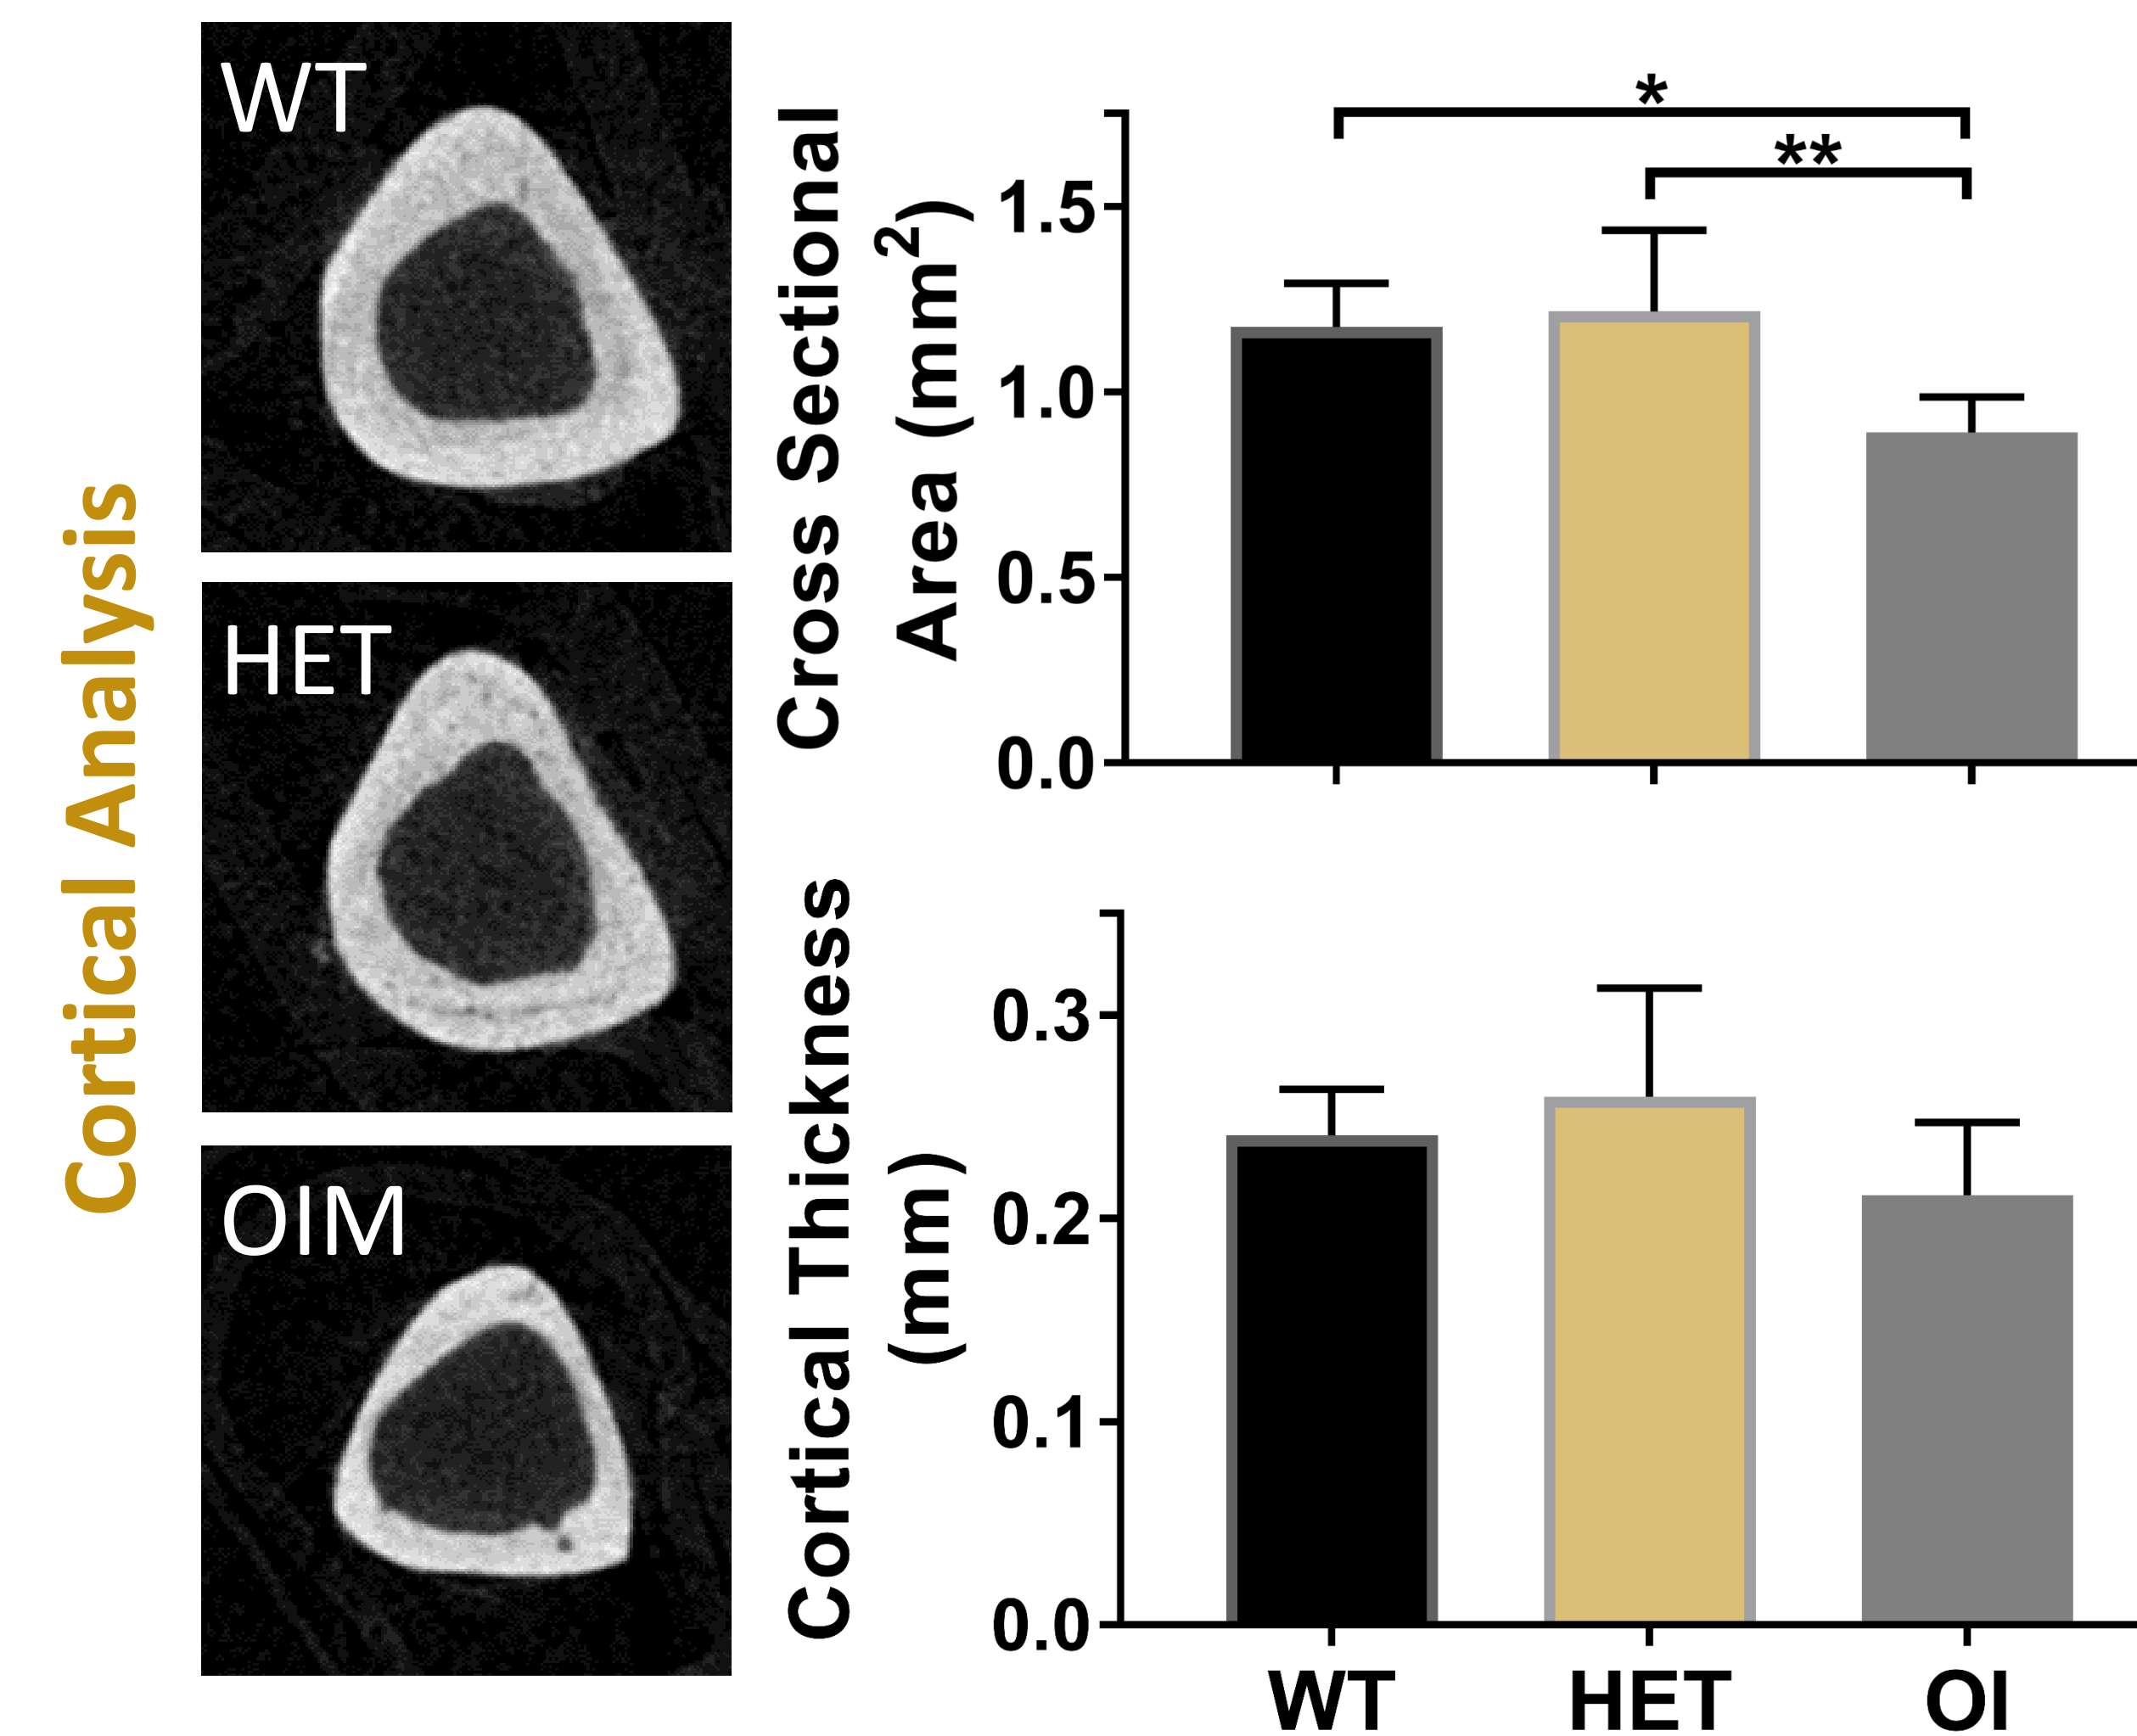 Cortical Analysis
WT
HET
OIM
Cross Sectional
Area (mm²)
*
**
1.5
1.0
0.5
0.0
Cortical Thickness
(mm)
0.3
0.2
0.1
0.0
WT HET OI